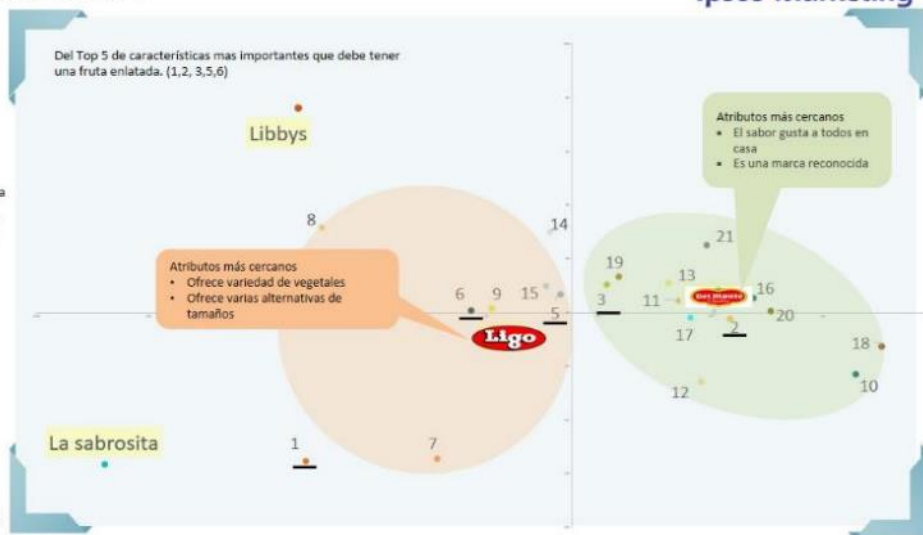 Del Top 5 de características mas importantes que debe tener
una fruta enlatada. (1,2, 3,5,6)
Libbys
Atributos más cercanos
▪ El sabor gusta a todos en
casa
▪ Es una marca reconocida
a
8
14
21
Atributos más cercanos
• Ofrece variedad de vegetales
• Ofrece varias alternativas de
tamaños
19
13
6
9
15
5
3
11
16
Del Monte
20
Ligo
17
2
18
12
10
La sabrosita
1
7